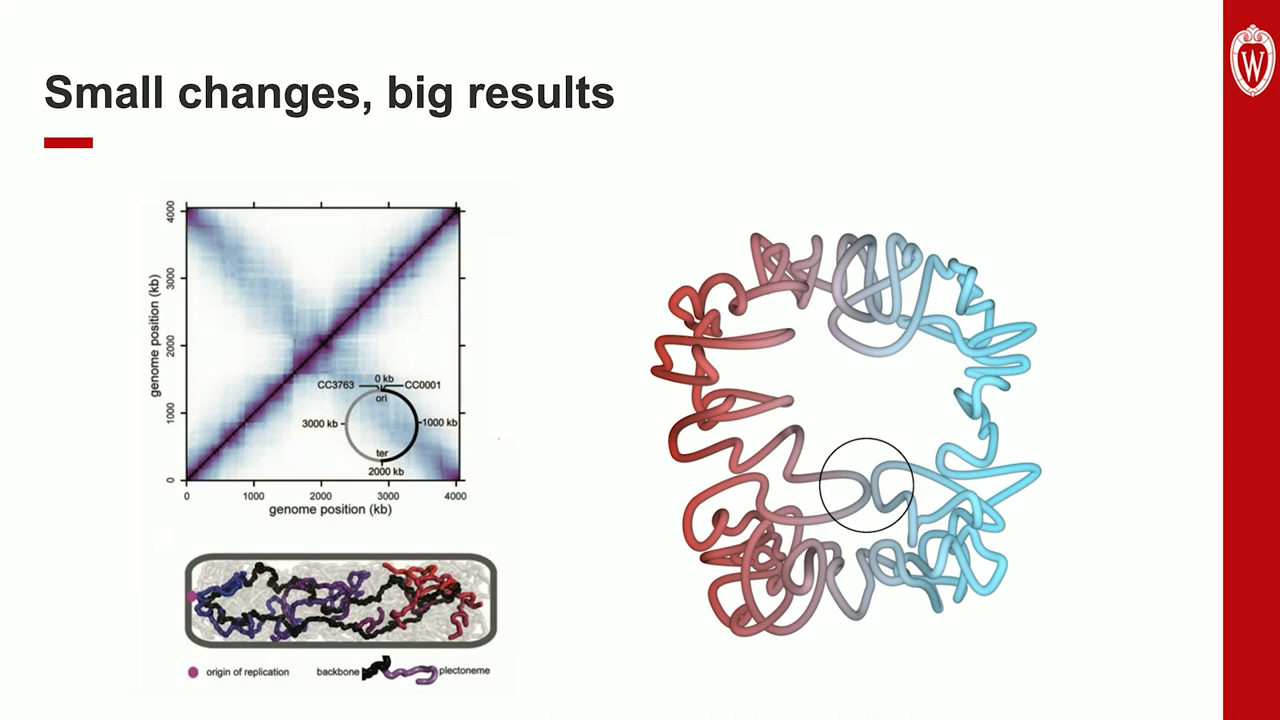 Small changes, big results
W
genome position (kb)
4000
3000
2000
1000
0
0 kb
CC3763
CC0001
ori
3000 kb
1000 kb
ter
2000 kb
0
1000
2000
3000
4000
genome position (kb)
origin of replication
backbone
plectoneme